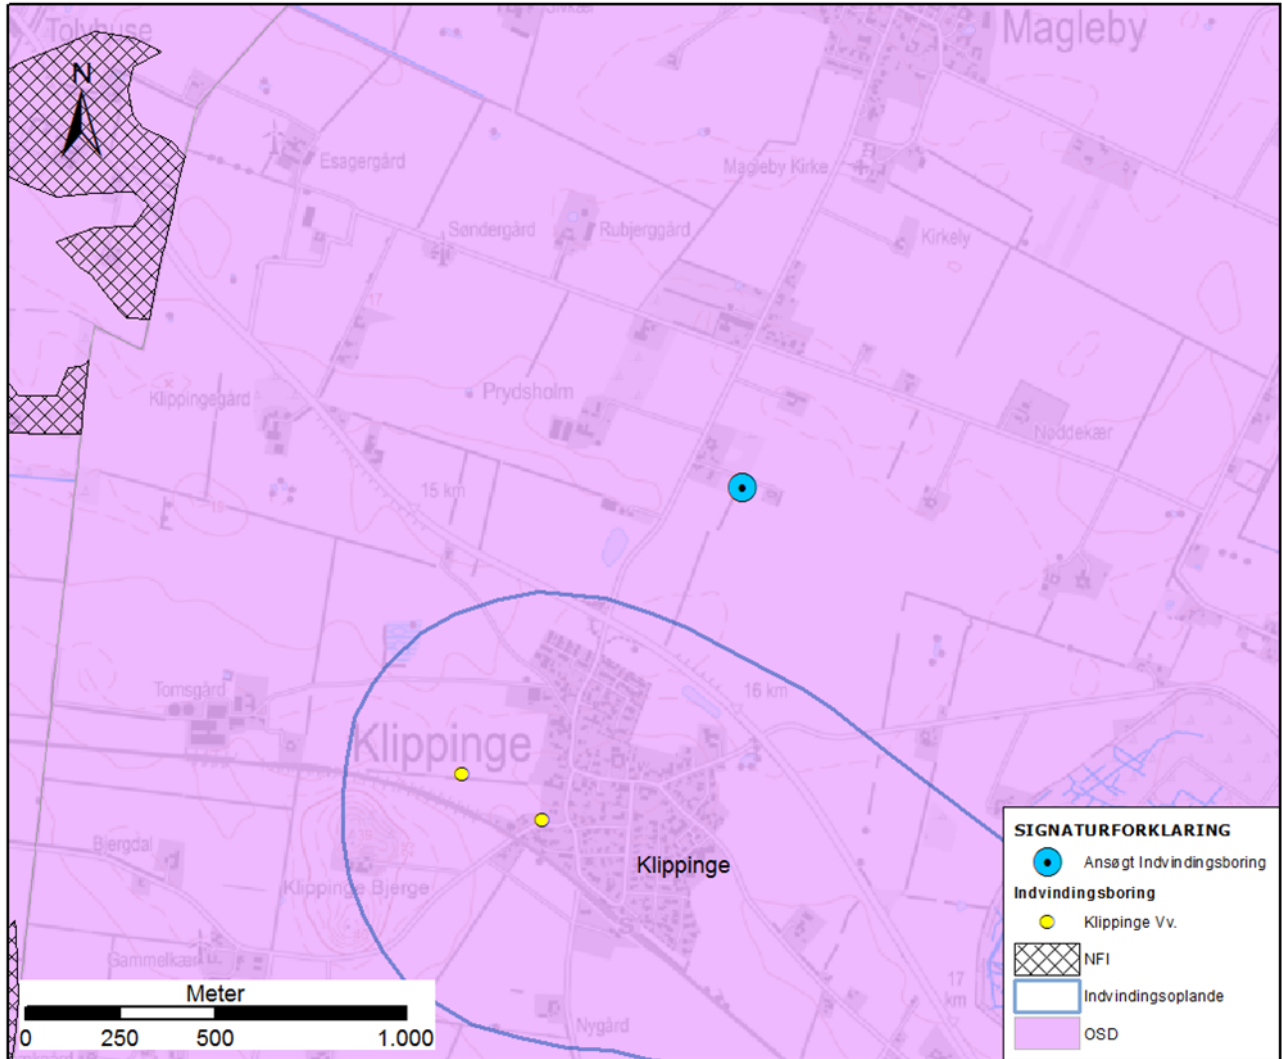 Tolvhuse
Magleby
N
Esagergård
Magleby Kirke
Søndergård
Rubjerggård
Kirkely
17
Klippingegård
Prydsholm
Nøddekær
15 km
19
Tomsgård
16 km
Klippinge
Bjergdal
Klippinge Bjerge
Klippinge
Gammelkær
17 km
Nygård
Meter
0 250 500 1.000
SIGNATURFORKLARING
Ansøgt Indvindingsboring
Indvindingsboring
Klippinge Vv.
NFI
Indvindingsoplande
OSD